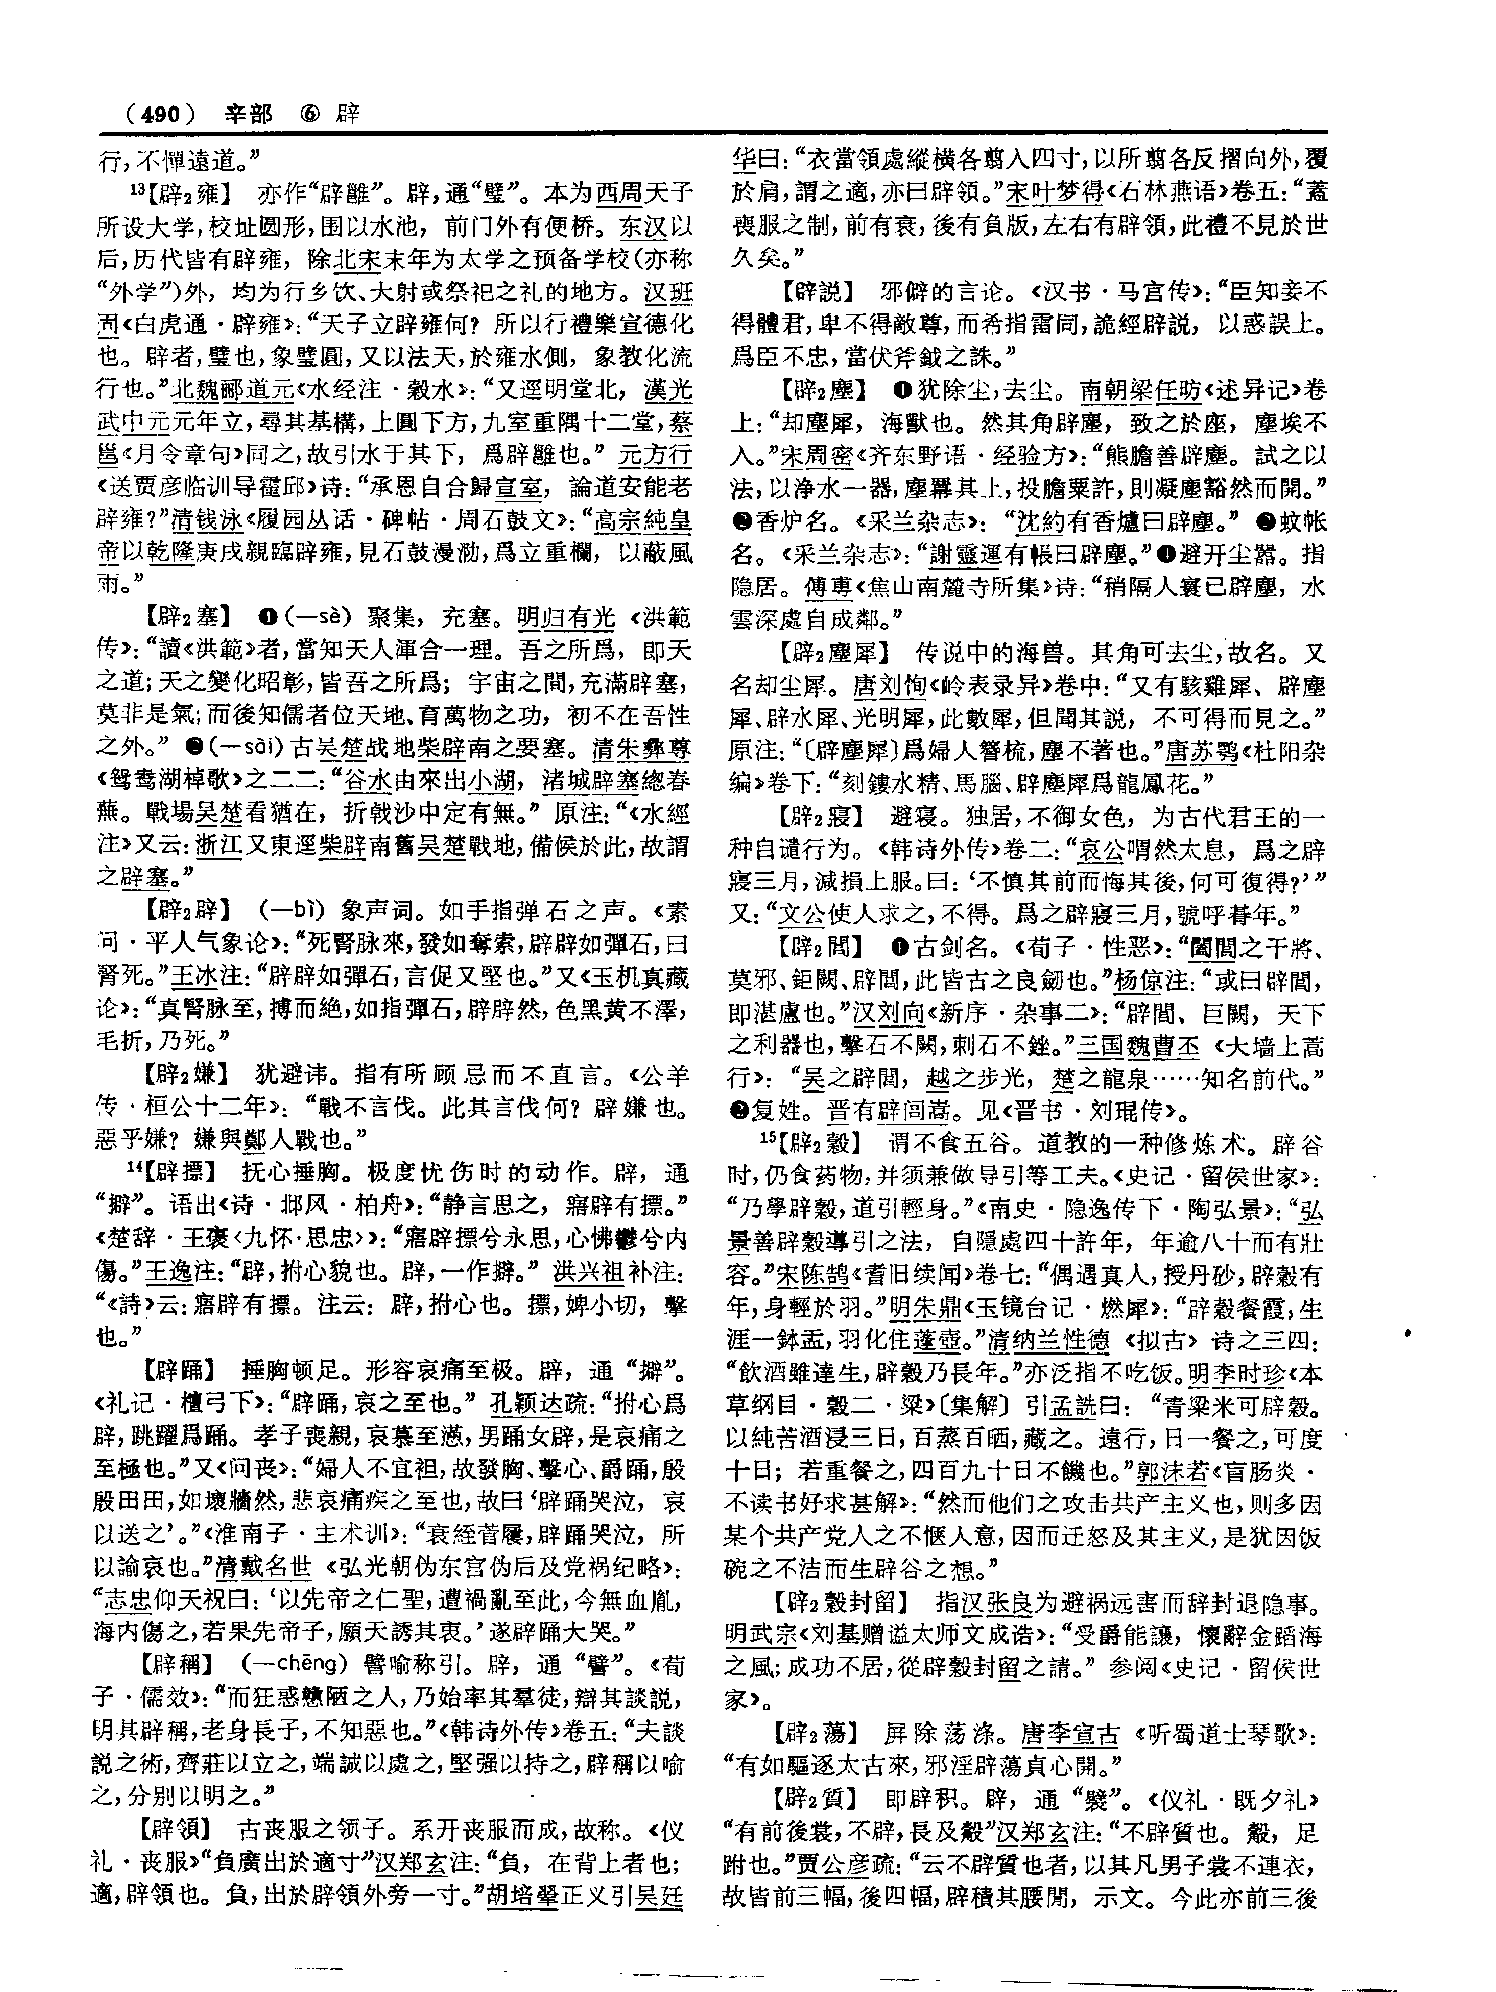 （490） 辛部 ⑥ 辟
行，不憚遠道。”
¹³【辟₂雍】 亦作“辟雝”。辟，通“璧”。本为西周天子
所设大学，校址圆形，围以水池，前门外有便桥。东汉以
后，历代皆有辟雍，除北宋末年为太学之预备学校（亦称
“外学”）外，均为行乡饮、大射或祭祀之礼的地方。汉班
固《白虎通·辟雍》：“天子立辟雍何？所以行禮樂宣德化
也。辟者，璧也，象璧圓，又以法天，於雍水側，象教化流
行也。”北魏郦道元《水经注·穀水》：“又逕明堂北，漢光
武中元元年立，尋其基構，上圓下方，九室重隅十二堂，蔡
邕《月令章句》同之，故引水于其下，爲辟雝也。”元方行
《送贾彦临训导霍邱》诗：“承恩自合歸宣室，論道安能老
辟雍？”清钱泳《履园丛话·碑帖·周石鼓文》：“高宗純皇
帝以乾隆庚戌親臨辟雍，見石鼓漫泐，爲立重欄，以蔽風
雨。”
【辟₂塞】 ❶（—sè）聚集，充塞。明归有光《洪範
传》：“讀《洪範》者，當知天人渾合一理。吾之所爲，即天
之道；天之變化昭彰，皆吾之所爲；宇宙之間，充滿辟塞，
莫非是氣；而後知儒者位天地、育萬物之功，初不在吾性
之外。”❷（—sài）古吴楚战地柴辟南之要塞。清朱彝尊
《鸳鸯湖棹歌》之二二：“谷水由來出小湖，渚城辟塞總春
蕪。戰場吴楚看猶在，折戟沙中定有無。”原注：“《水經
注》又云：浙江又東逕柴辟南舊吴楚戰地，備侯於此，故謂
之辟塞。”
【辟₂辟】 （—bì）象声词。如手指弹石之声。《素
问·平人气象论》：“死腎脉來，發如奪索，辟辟如彈石，曰
腎死。”王冰注：“辟辟如彈石，言促又堅也。”又《玉机真藏
论》：“真腎脉至，搏而絶，如指彈石，辟辟然，色黑黄不澤，
毛折，乃死。”
【辟₂嫌】 犹避讳。指有所顾忌而不直言。《公羊
传·桓公十二年》：“戰不言伐。此其言伐何？辟嫌也。
惡乎嫌？嫌與鄭人戰也。”
¹⁴【辟摽】 抚心捶胸。极度忧伤时的动作。辟，通
“擗”。语出《诗·邶风·柏舟》：“静言思之，寤辟有摽。”
《楚辞·王褒〈九怀·思忠〉》：“寤辟摽兮永思，心怫鬱兮内
傷。”王逸注：“辟，拊心貌也。辟，一作擗。”洪兴祖补注：
“《詩》云：寤辟有摽。注云：辟，拊心也。摽，婢小切，擊
也。”
【辟踊】 捶胸顿足。形容哀痛至极。辟，通“擗”。
《礼记·檀弓下》：“辟踊，哀之至也。”孔颖达疏：“拊心爲
辟，跳躍爲踊。孝子喪親，哀慕至懣，男踊女辟，是哀痛之
至極也。”又《问丧》：“婦人不宜袒，故發胸、擊心、爵踊，殷
殷田田，如壞牆然，悲哀痛疾之至也，故曰‘辟踊哭泣，哀
以送之’。”《淮南子·主术训》：“衰絰菅屨，辟踊哭泣，所
以諭哀也。”清戴名世《弘光朝伪东宫伪后及党祸纪略》：
“志忠仰天祝曰：‘以先帝之仁聖，遭禍亂至此，今無血胤，
海内傷之，若果先帝子，願天誘其衷。’遂辟踊大哭。”
【辟稱】 （—chēng）譬喻称引。辟，通“譬”。《荀
子·儒效》：“而狂惑戇陋之人，乃始率其羣徒，辯其談説，
明其辟稱，老身長子，不知惡也。”《韩诗外传》卷五：“夫談
説之術，齊莊以立之，端誠以處之，堅强以持之，辟稱以喻
之，分别以明之。”
【辟領】 古丧服之领子。系开丧服而成，故称。《仪
礼·丧服》“負廣出於適寸”汉郑玄注：“負，在背上者也；
適，辟領也。負，出於辟領外旁一寸。”胡培翬正义引吴廷
华曰：“衣當領處縱横各剪入四寸，以所剪各反摺向外，覆
於肩，謂之適，亦曰辟領。”宋叶梦得《石林燕语》卷五：“蓋
喪服之制，前有衰，後有負版，左右有辟領，此禮不見於世
久矣。”
【辟説】 邪僻的言论。《汉书·马宫传》：“臣知妾不
得體君，卑不得敵尊，而希指雷同，詭經辟説，以惑誤上。
爲臣不忠，當伏斧鉞之誅。”
【辟₂塵】 ❶犹除尘，去尘。南朝梁任昉《述异记》卷
上：“却塵犀，海獸也。然其角辟塵，致之於座，塵埃不
入。”宋周密《齐东野语·经验方》：“熊膽善辟塵。試之以
法，以净水一器，塵羃其上，投膽粟許，則凝塵豁然而開。”
❷香炉名。《采兰杂志》：“沈約有香爐曰辟塵。”❸蚊帐
名。《采兰杂志》：“謝靈運有帳曰辟塵。”❹避开尘嚣。指
隐居。傅専《焦山南麓寺所集》诗：“稍隔人寰已辟塵，水
雲深處自成鄰。”
【辟₂塵犀】 传说中的海兽。其角可去尘，故名。又
名却尘犀。唐刘恂《岭表录异》卷中：“又有駭雞犀、辟塵
犀、辟水犀、光明犀，此數犀，但聞其説，不可得而見之。”
原注：“〔辟塵犀〕爲婦人簪梳，塵不著也。”唐苏鹗《杜阳杂
编》卷下：“刻鏤水精、馬腦、辟塵犀爲龍鳳花。”
【辟₂寢】 避寝。独居，不御女色，为古代君王的一
种自谴行为。《韩诗外传》卷二：“哀公喟然太息，爲之辟
寢三月，減損上服。曰：‘不慎其前而悔其後，何可復得？’”
又：“文公使人求之，不得。爲之辟寢三月，號呼朞年。”
【辟₂閭】 ❶古剑名。《荀子·性恶》：“闔閭之干將、
莫邪、鉅闕、辟閭，此皆古之良劒也。”杨倞注：“或曰辟閭，
即湛盧也。”汉刘向《新序·杂事二》：“辟閭、巨闕，天下
之利器也，擊石不闕，刺石不銼。”三国魏曹丕《大墙上蒿
行》：“吴之辟閭，越之步光，楚之龍泉……知名前代。”
❷复姓。晋有辟闾嵩。见《晋书·刘琨传》。
¹⁵【辟₂穀】 谓不食五谷。道教的一种修炼术。辟谷
时，仍食药物，并须兼做导引等工夫。《史记·留侯世家》：
“乃學辟穀，道引輕身。”《南史·隐逸传下·陶弘景》：“弘
景善辟穀導引之法，自隱處四十許年，年逾八十而有壯
容。”宋陈鹄《耆旧续闻》卷七：“偶遇真人，授丹砂，辟穀有
年，身輕於羽。”明朱鼎《玉镜台记·燃犀》：“辟穀餐霞，生
涯一鉢盂，羽化住蓬壺。”清纳兰性德《拟古》诗之三四：
“飲酒雖達生，辟穀乃長年。”亦泛指不吃饭。明李时珍《本
草纲目·穀二·粱》〔集解〕引孟詵曰：“青粱米可辟穀。
以純苦酒浸三日，百蒸百晒，藏之。遠行，日一餐之，可度
十日；若重餐之，四百九十日不饑也。”郭沫若《盲肠炎·
不读书好求甚解》：“然而他们之攻击共产主义也，则多因
某个共产党人之不惬人意，因而迁怒及其主义，是犹因饭
碗之不洁而生辟谷之想。”
【辟₂穀封留】 指汉张良为避祸远害而辞封退隐事。
明武宗《刘基赠谥太师文成诰》：“受爵能讓，懷辭金蹈海
之風；成功不居，從辟穀封留之請。”参阅《史记·留侯世
家》。
【辟₂蕩】 屏除荡涤。唐李宣古《听蜀道士琴歌》：
“有如驅逐太古來，邪淫辟蕩貞心開。”
【辟₂質】 即辟积。辟，通“襞”。《仪礼·既夕礼》
“有前後裳，不辟，長及觳”汉郑玄注：“不辟質也。觳，足
跗也。”贾公彦疏：“云不辟質也者，以其凡男子裳不連衣，
故皆前三幅，後四幅，辟積其腰間，示文。今此亦前三後